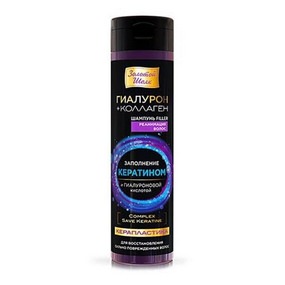 Золотой
Шелк
ГИАЛУРОН
+КОЛЛАГЕН
ШАМПУНЬ FILLER
РЕАНИМАЦИЯ
ВОЛОС
ЗАПОЛНЕНИЕ
КЕРАТИНОМ
и ГИАЛУРОНОВОЙ
КИСЛОТОЙ
COMPLEX
SAVE KERATINE
КЕРАПЛАСТИКА
ДЛЯ ВОССТАНОВЛЕНИЯ
СИЛЬНО ПОВРЕЖДЕННЫХ ВОЛОС